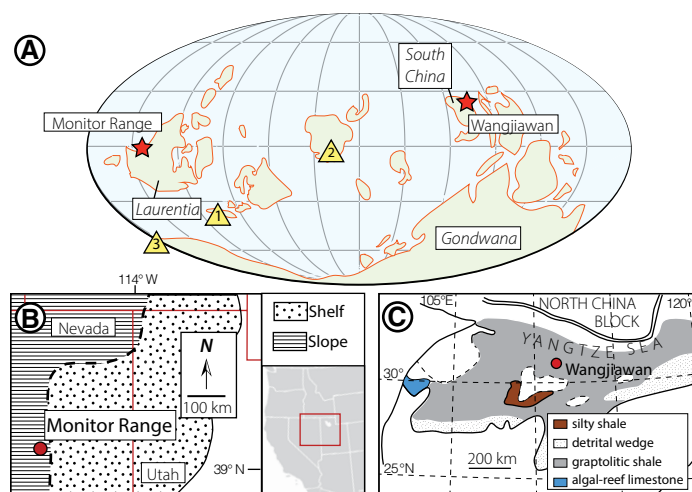 A
South
China
Monitor Range
Wangjiawan
2
Laurentia
1
3
Gondwana
114° W
B
Nevada
Shelf
Slope
N
100 km
Monitor Range
Utah
39° N
C
105°E
120°
NORTH CHINA
BLOCK
YANGTZE SEA
30°
Wangjiawan
silty shale
detrital wedge
graptolitic shale
algal-reef limestone
200 km
25°N